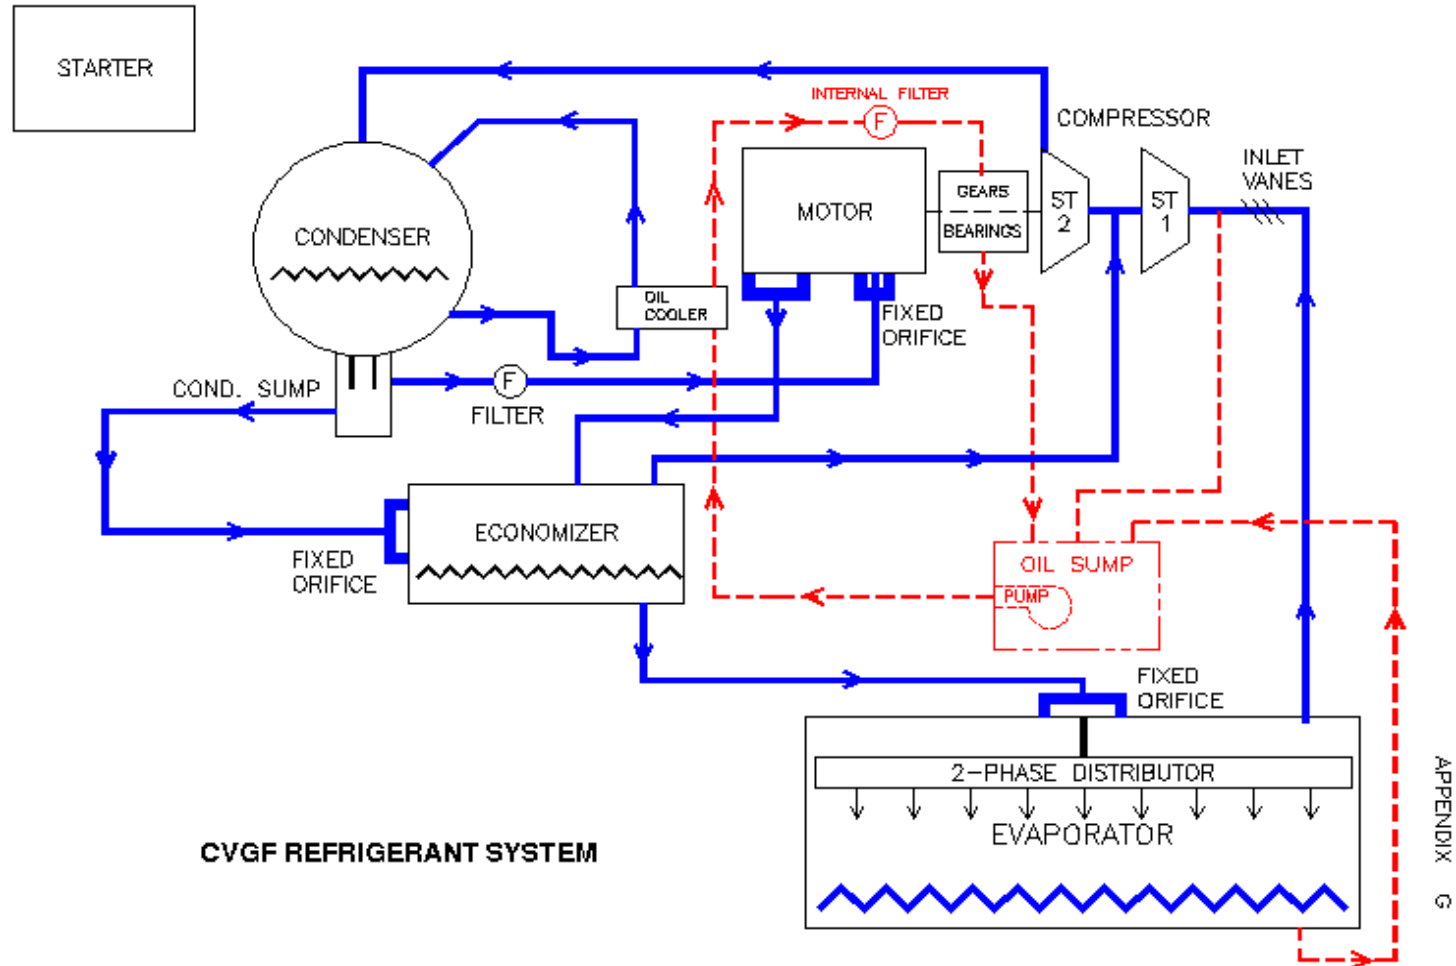 STARTER
INTERNAL FILTER
F
COMPRESSOR
INLET
VANES
MOTOR
GEARS
BEARINGS
ST
2
ST
1
CONDENSER
OIL
COOLER
FIXED
ORIFICE
COND. SUMP
F
FILTER
ECONOMIZER
FIXED
ORIFICE
OIL SUMP
PUMP
FIXED
ORIFICE
2-PHASE DISTRIBUTOR
EVAPORATOR
CVGF REFRIGERANT SYSTEM
APPENDIX G